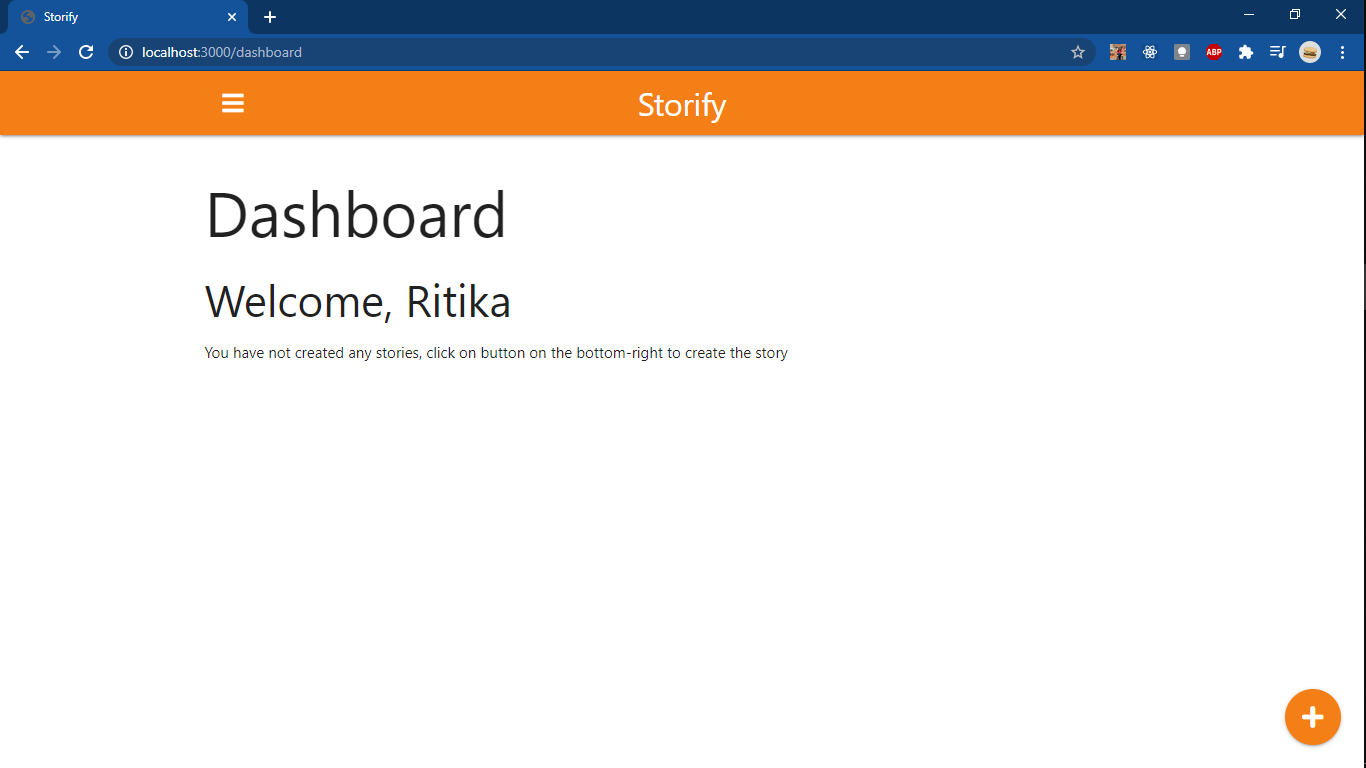 Storify
localhost:3000/dashboard
ABP
Storify
Dashboard
Welcome, Ritika
You have not created any stories, click on button on the bottom-right to create the story